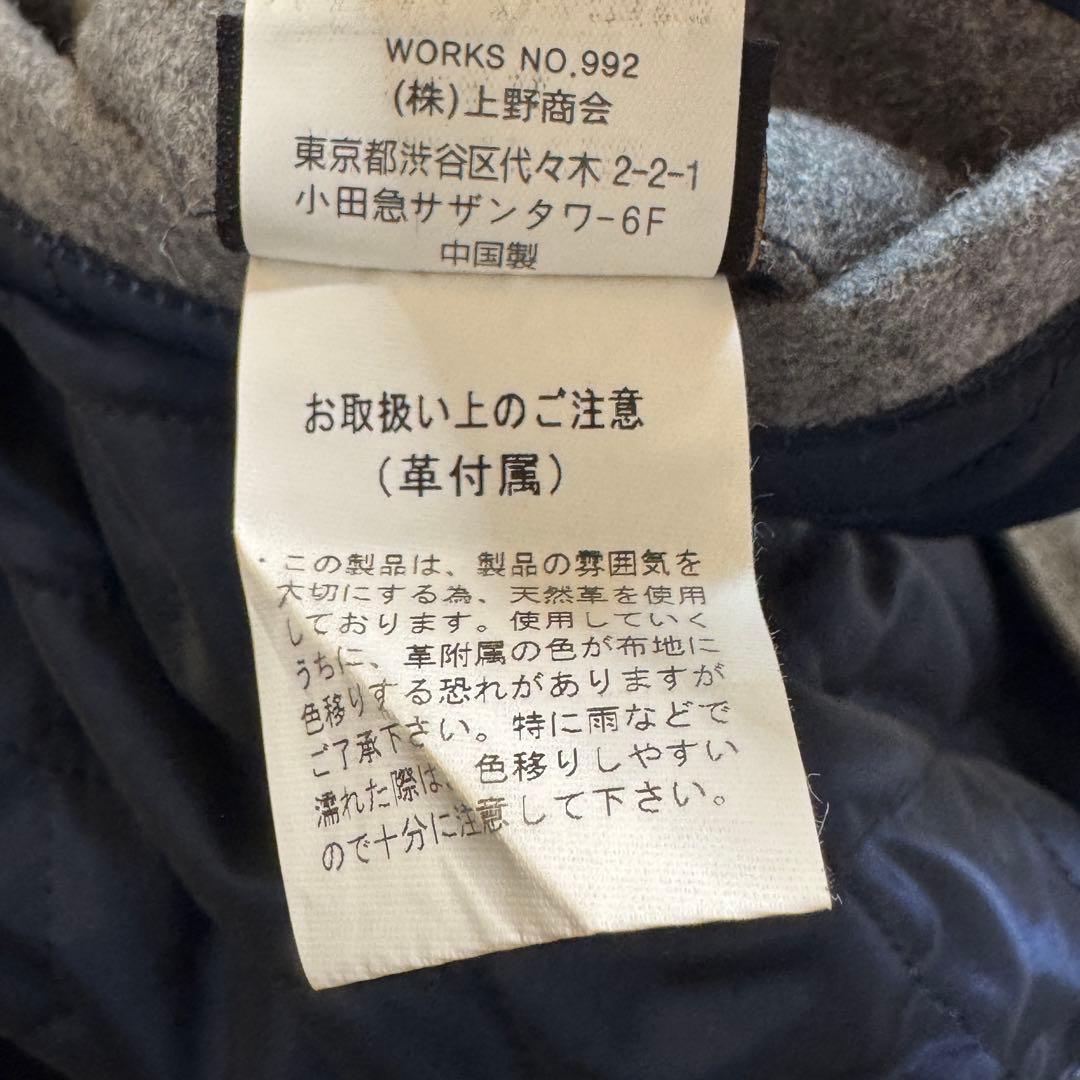 WORKS NO.992
(株)上野商会
東京都渋谷区代々木 2-2-1
小田急サザンタワー6F
中国製
お取扱い上のご注意
(革付属)
・この製品は、製品の雰囲気を
大切にする為、天然革を使用
しております。使用していく
うちに、革附属の色が布地に
色移りする恐れがありますが
ご了承下さい。特に雨などで
濡れた際は、色移りしやすい
ので十分に注意して下さい。